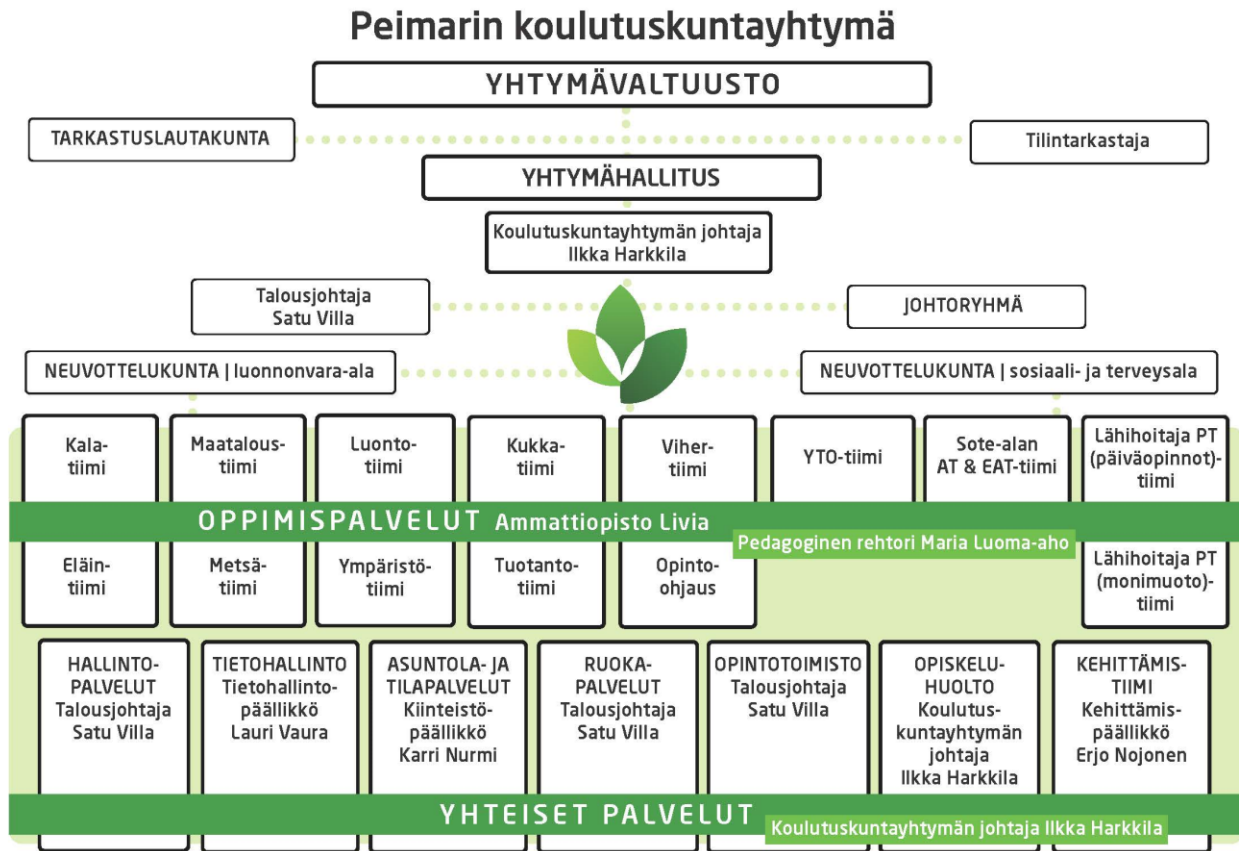 Peimarin koulutuskuntayhtymä
YHTYMÄVALTUUSTO
TARKASTUSLAUTAKUNTA
Tilintarkastaja
YHTYMÄHALLITUS
Koulutuskuntayhtymän johtaja
Ilkka Harkkila
Talousjohtaja
Satu Villa
JOHTORYHMÄ
NEUVOTTELUKUNTA | luonnonvara-ala
NEUVOTTELUKUNTA | sosiaali- ja terveysala
Kala-
tiimi
Maatalous-
tiimi
Luonto-
tiimi
Kukka-
tiimi
Viher-
tiimi
YTO-tiimi
Sote-alan
AT & EAT-tiimi
Lähihoitaja PT
(päiväopinnot)-
tiimi
OPPIMISPALVELUT Ammattiopisto Livia
Pedagoginen rehtori Maria Luoma-aho
Eläin-
tiimi
Metsä-
tiimi
Ympäristö-
tiimi
Tuotanto-
tiimi
Opinto-
ohjaus
Lähihoitaja PT
(monimuoto)-
tiimi
HALLINTO-
PALVELUT
Talousjohtaja
Satu Villa
TIETOHALLINTO
Tietohallinto-
päällikkö
Lauri Vaura
ASUNTOLA- JA
TILAPALVELUT
Kiinteistö-
päällikkö
Karri Nurmi
RUOKA-
PALVELUT
Talousjohtaja
Satu Villa
OPINTOTOIMISTO
Talousjohtaja
Satu Villa
OPISKELU-
HUOLTO
Koulutus-
kuntayhtymän
johtaja
Ilkka Harkkila
KEHITTÄMIS-
TIIMI
Kehittämis-
päällikkö
Erjo Nojonen
YHTEISET PALVELUT
Koulutuskuntayhtymän johtaja Ilkka Harkkila